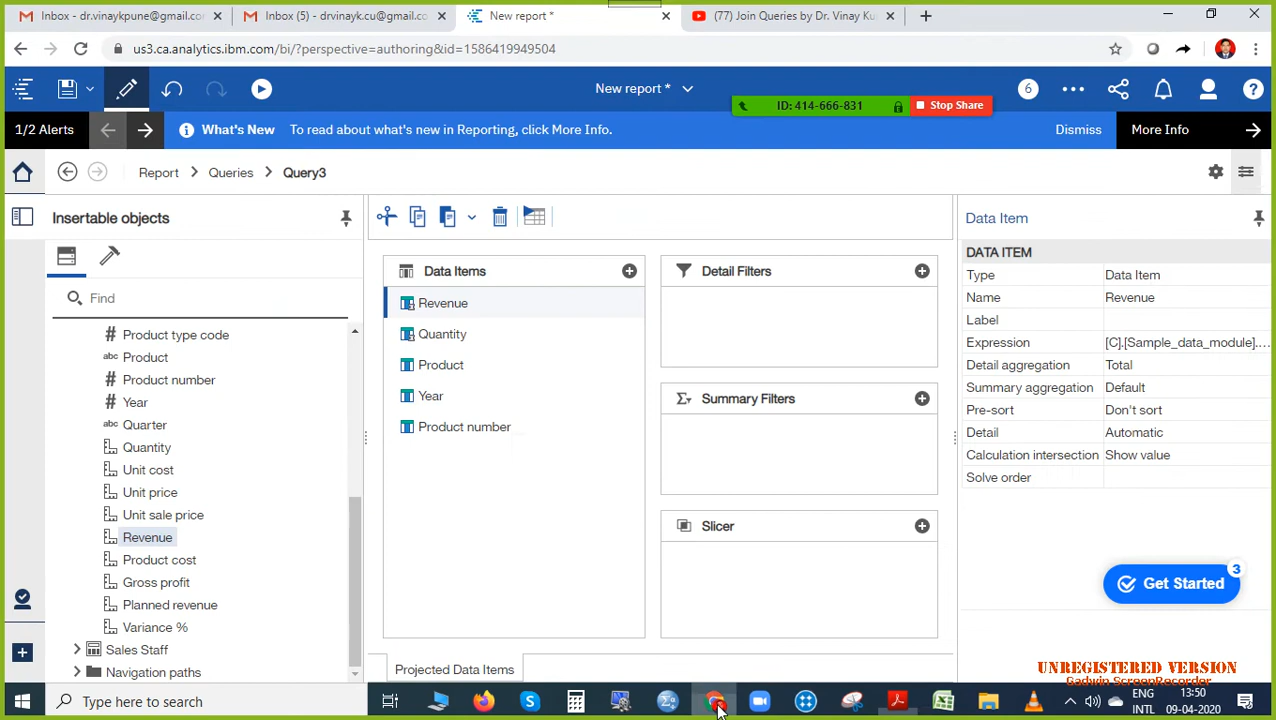 Inbox - dr.vinaykpune@gmail.com
Inbox (5) - drvinayk.cu@gmail.com
New report *
(77) Join Queries by Dr. Vinay Ku
us3.ca.analytics.ibm.com/bi/?perspective=authoring&id=1586419949504
New report *
6
ID: 414-666-831
Stop Share
1/2 Alerts
What's New
To read about what's new in Reporting, click More Info.
Dismiss
More Info
Report
Queries
Query3
Insertable objects
Find
Product type code
Product
Product number
Year
Quarter
Quantity
Unit cost
Unit price
Unit sale price
Revenue
Product cost
Gross profit
Planned revenue
Variance %
Sales Staff
Navigation paths
Data Items
Revenue
Quantity
Product
Year
Product number
Projected Data Items
Detail Filters
Summary Filters
Slicer
Data Item
DATA ITEM
Type Data Item
Name Revenue
Label
Expression [C].[Sample_data_module]....
Detail aggregation Total
Summary aggregation Default
Pre-sort Don't sort
Detail Automatic
Calculation intersection Show value
Solve order
Get Started
3
UNREGISTERED VERSION
Gadwin ScreenRecorder
Type here to search
ENG
INTL
13:50
09-04-2020